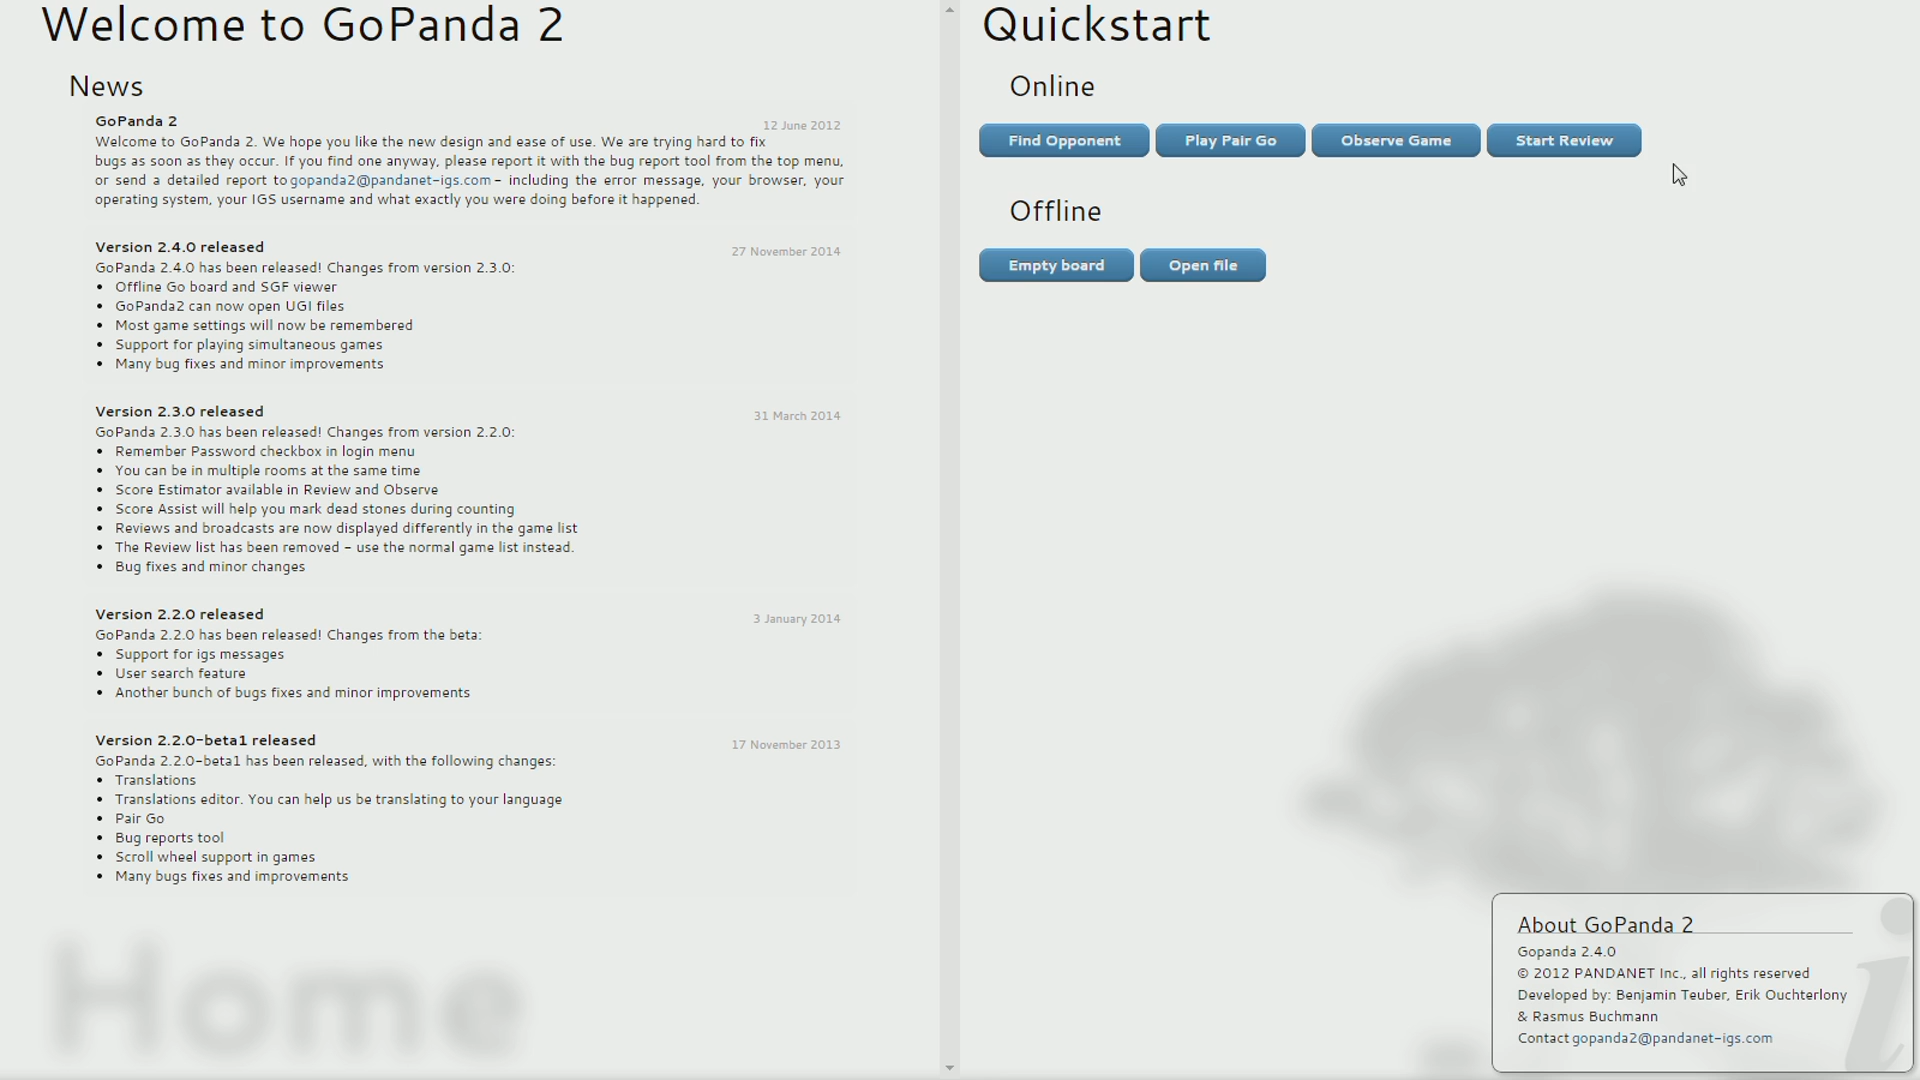 Welcome to GoPanda 2
News
GoPanda 2
12 June 2012
Welcome to GoPanda 2. We hope you like the new design and ease of use. We are trying hard to fix
bugs as soon as they occur. If you find one anyway, please report it with the bug report tool from the top menu,
or send a detailed report to gopanda2@pandanet-igs.com - including the error message, your browser, your
operating system, your IGS username and what exactly you were doing before it happened.
Version 2.4.0 released
27 November 2014
GoPanda 2.4.0 has been released! Changes from version 2.3.0:
• Offline Go board and SGF viewer
• GoPanda2 can now open UGI files
• Most game settings will now be remembered
• Support for playing simultaneous games
• Many bug fixes and minor improvements
Version 2.3.0 released
31 March 2014
GoPanda 2.3.0 has been released! Changes from version 2.2.0:
• Remember Password checkbox in login menu
• You can be in multiple rooms at the same time
• Score Estimator available in Review and Observe
• Score Assist will help you mark dead stones during counting
• Reviews and broadcasts are now displayed differently in the game list
• The Review list has been removed - use the normal game list instead.
• Bug fixes and minor changes
Version 2.2.0 released
3 January 2014
GoPanda 2.2.0 has been released! Changes from the beta:
• Support for igs messages
• User search feature
• Another bunch of bugs fixes and minor improvements
Version 2.2.0-beta1 released
17 November 2013
GoPanda 2.2.0-beta1 has been released, with the following changes:
• Translations
• Translations editor. You can help us be translating to your language
• Pair Go
• Bug reports tool
• Scroll wheel support in games
• Many bugs fixes and improvements
Home
Quickstart
Online
Find Opponent
Play Pair Go
Observe Game
Start Review
Offline
Empty board
Open file
About GoPanda 2
Gopanda 2.4.0
© 2012 PANDANET Inc., all rights reserved
Developed by: Benjamin Teuber, Erik Ouchterlony
& Rasmus Buchmann
Contact gopanda2@pandanet-igs.com
i